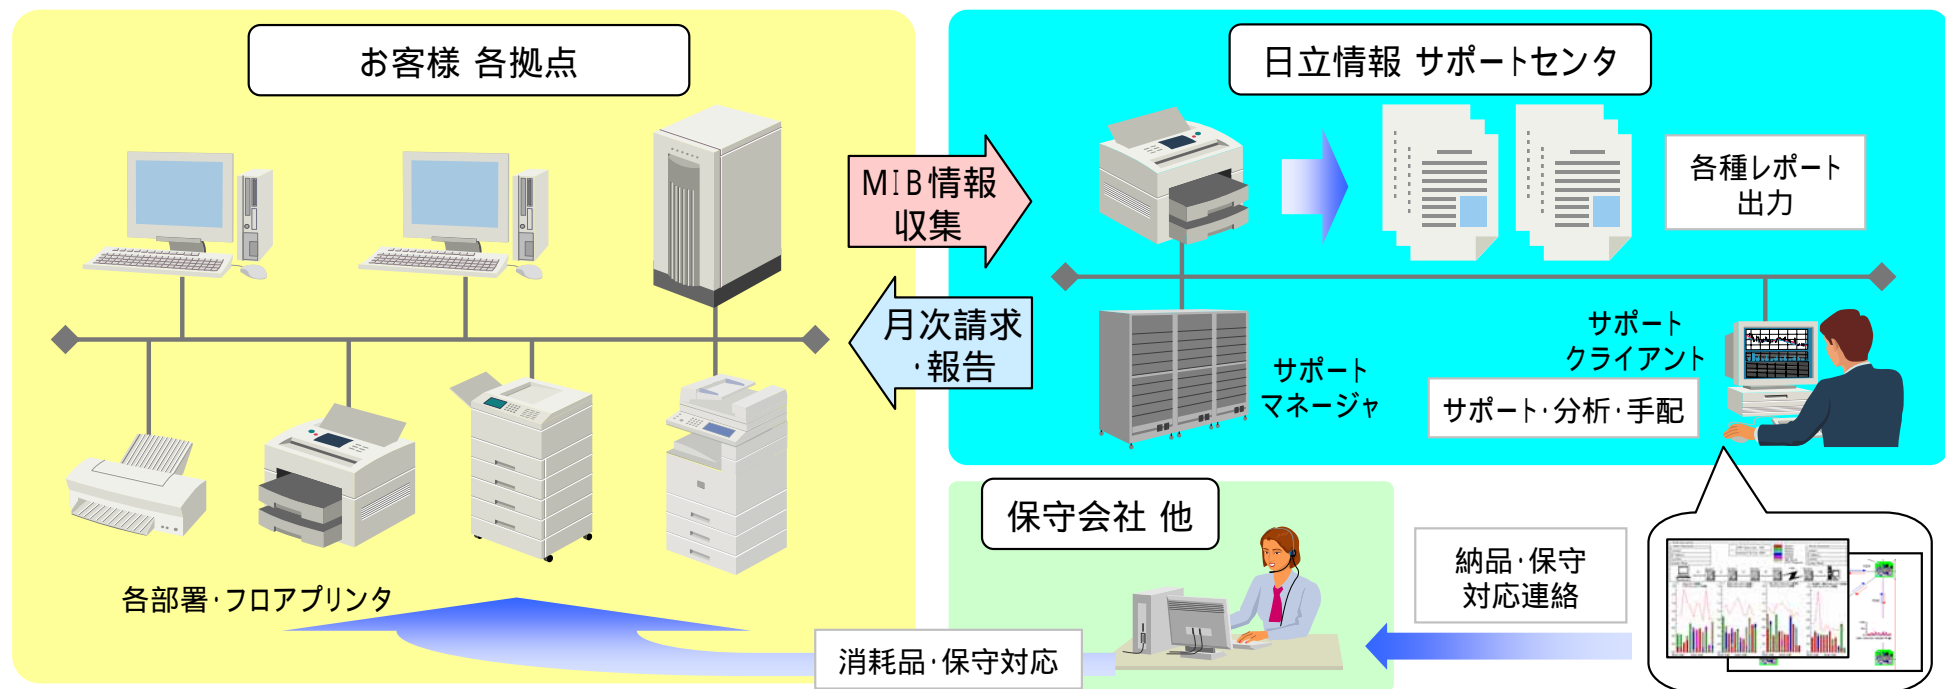 お客様 各拠点
日立情報 サポートセンタ
MIB情報
収集
各種レポート
出力
月次請求
・報告
サポート
マネージャ
サポート
クライアント
サポート・分析・手配
保守会社 他
納品・保守
対応連絡
各部署・フロアプリンタ
消耗品・保守対応